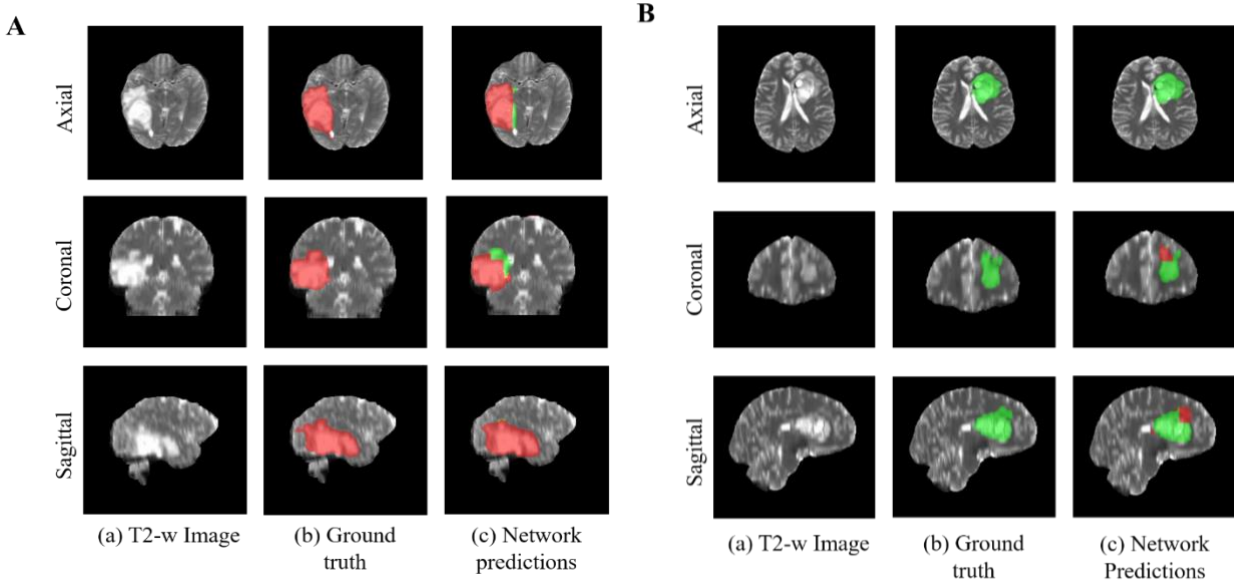 A
Axial
Coronal
Sagittal
(a) T2-w Image
(b) Ground
truth
(c) Network
predictions
B
Axial
Coronal
Sagittal
(a) T2-w Image
(b) Ground
truth
(c) Network
Predictions